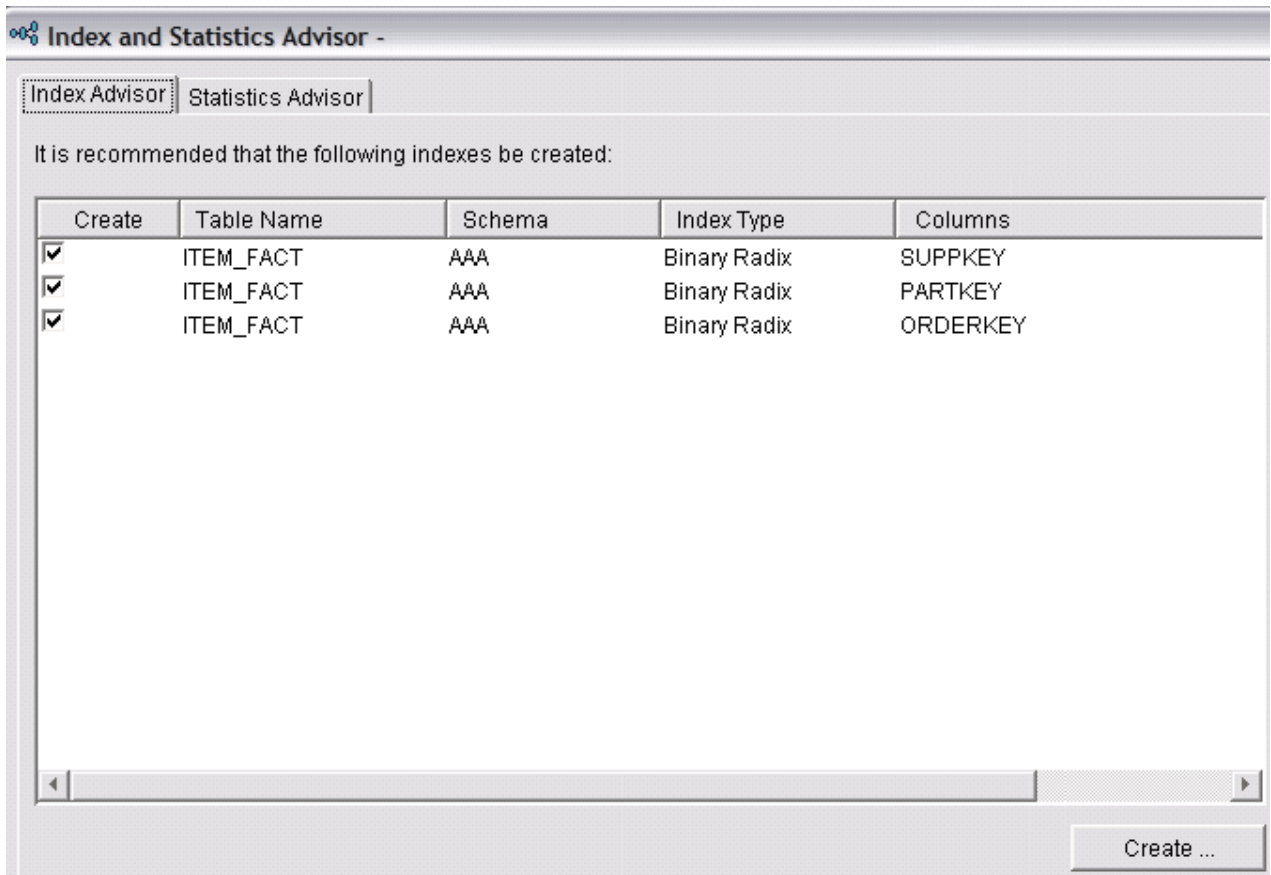 Index and Statistics Advisor -
Index Advisor Statistics Advisor
It is recommended that the following indexes be created:
Create Table Name Schema Index Type Columns
ITEM_FACT AAA Binary Radix SUPPKEY
ITEM_FACT AAA Binary Radix PARTKEY
ITEM_FACT AAA Binary Radix ORDERKEY
Create ...